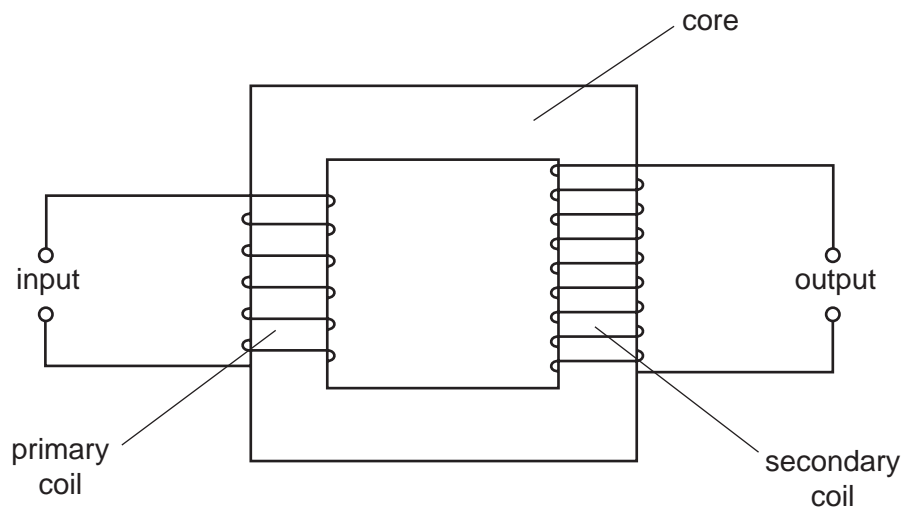 core
input
output
primary
coil
secondary
coil